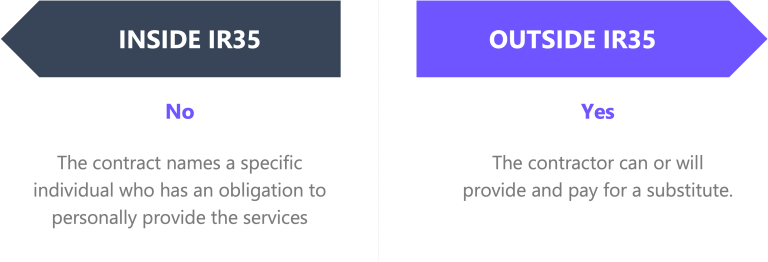 INSIDE IR35
No
The contract names a specific
individual who has an obligation to
personally provide the services
OUTSIDE IR35
Yes
The contractor can or will
provide and pay for a substitute.